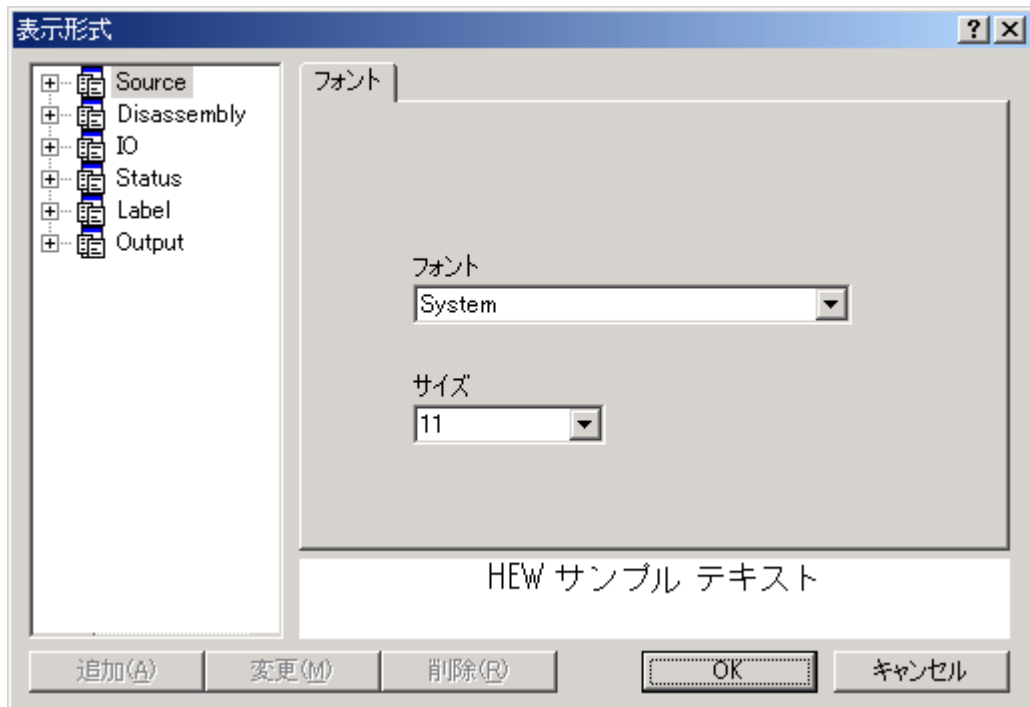 表示形式
Source
Disassembly
IO
Status
Label
Output
フォント
フォント
System
サイズ
11
HEW サンプル テキスト
追加(A) 変更(M) 削除(R) OK キャンセル